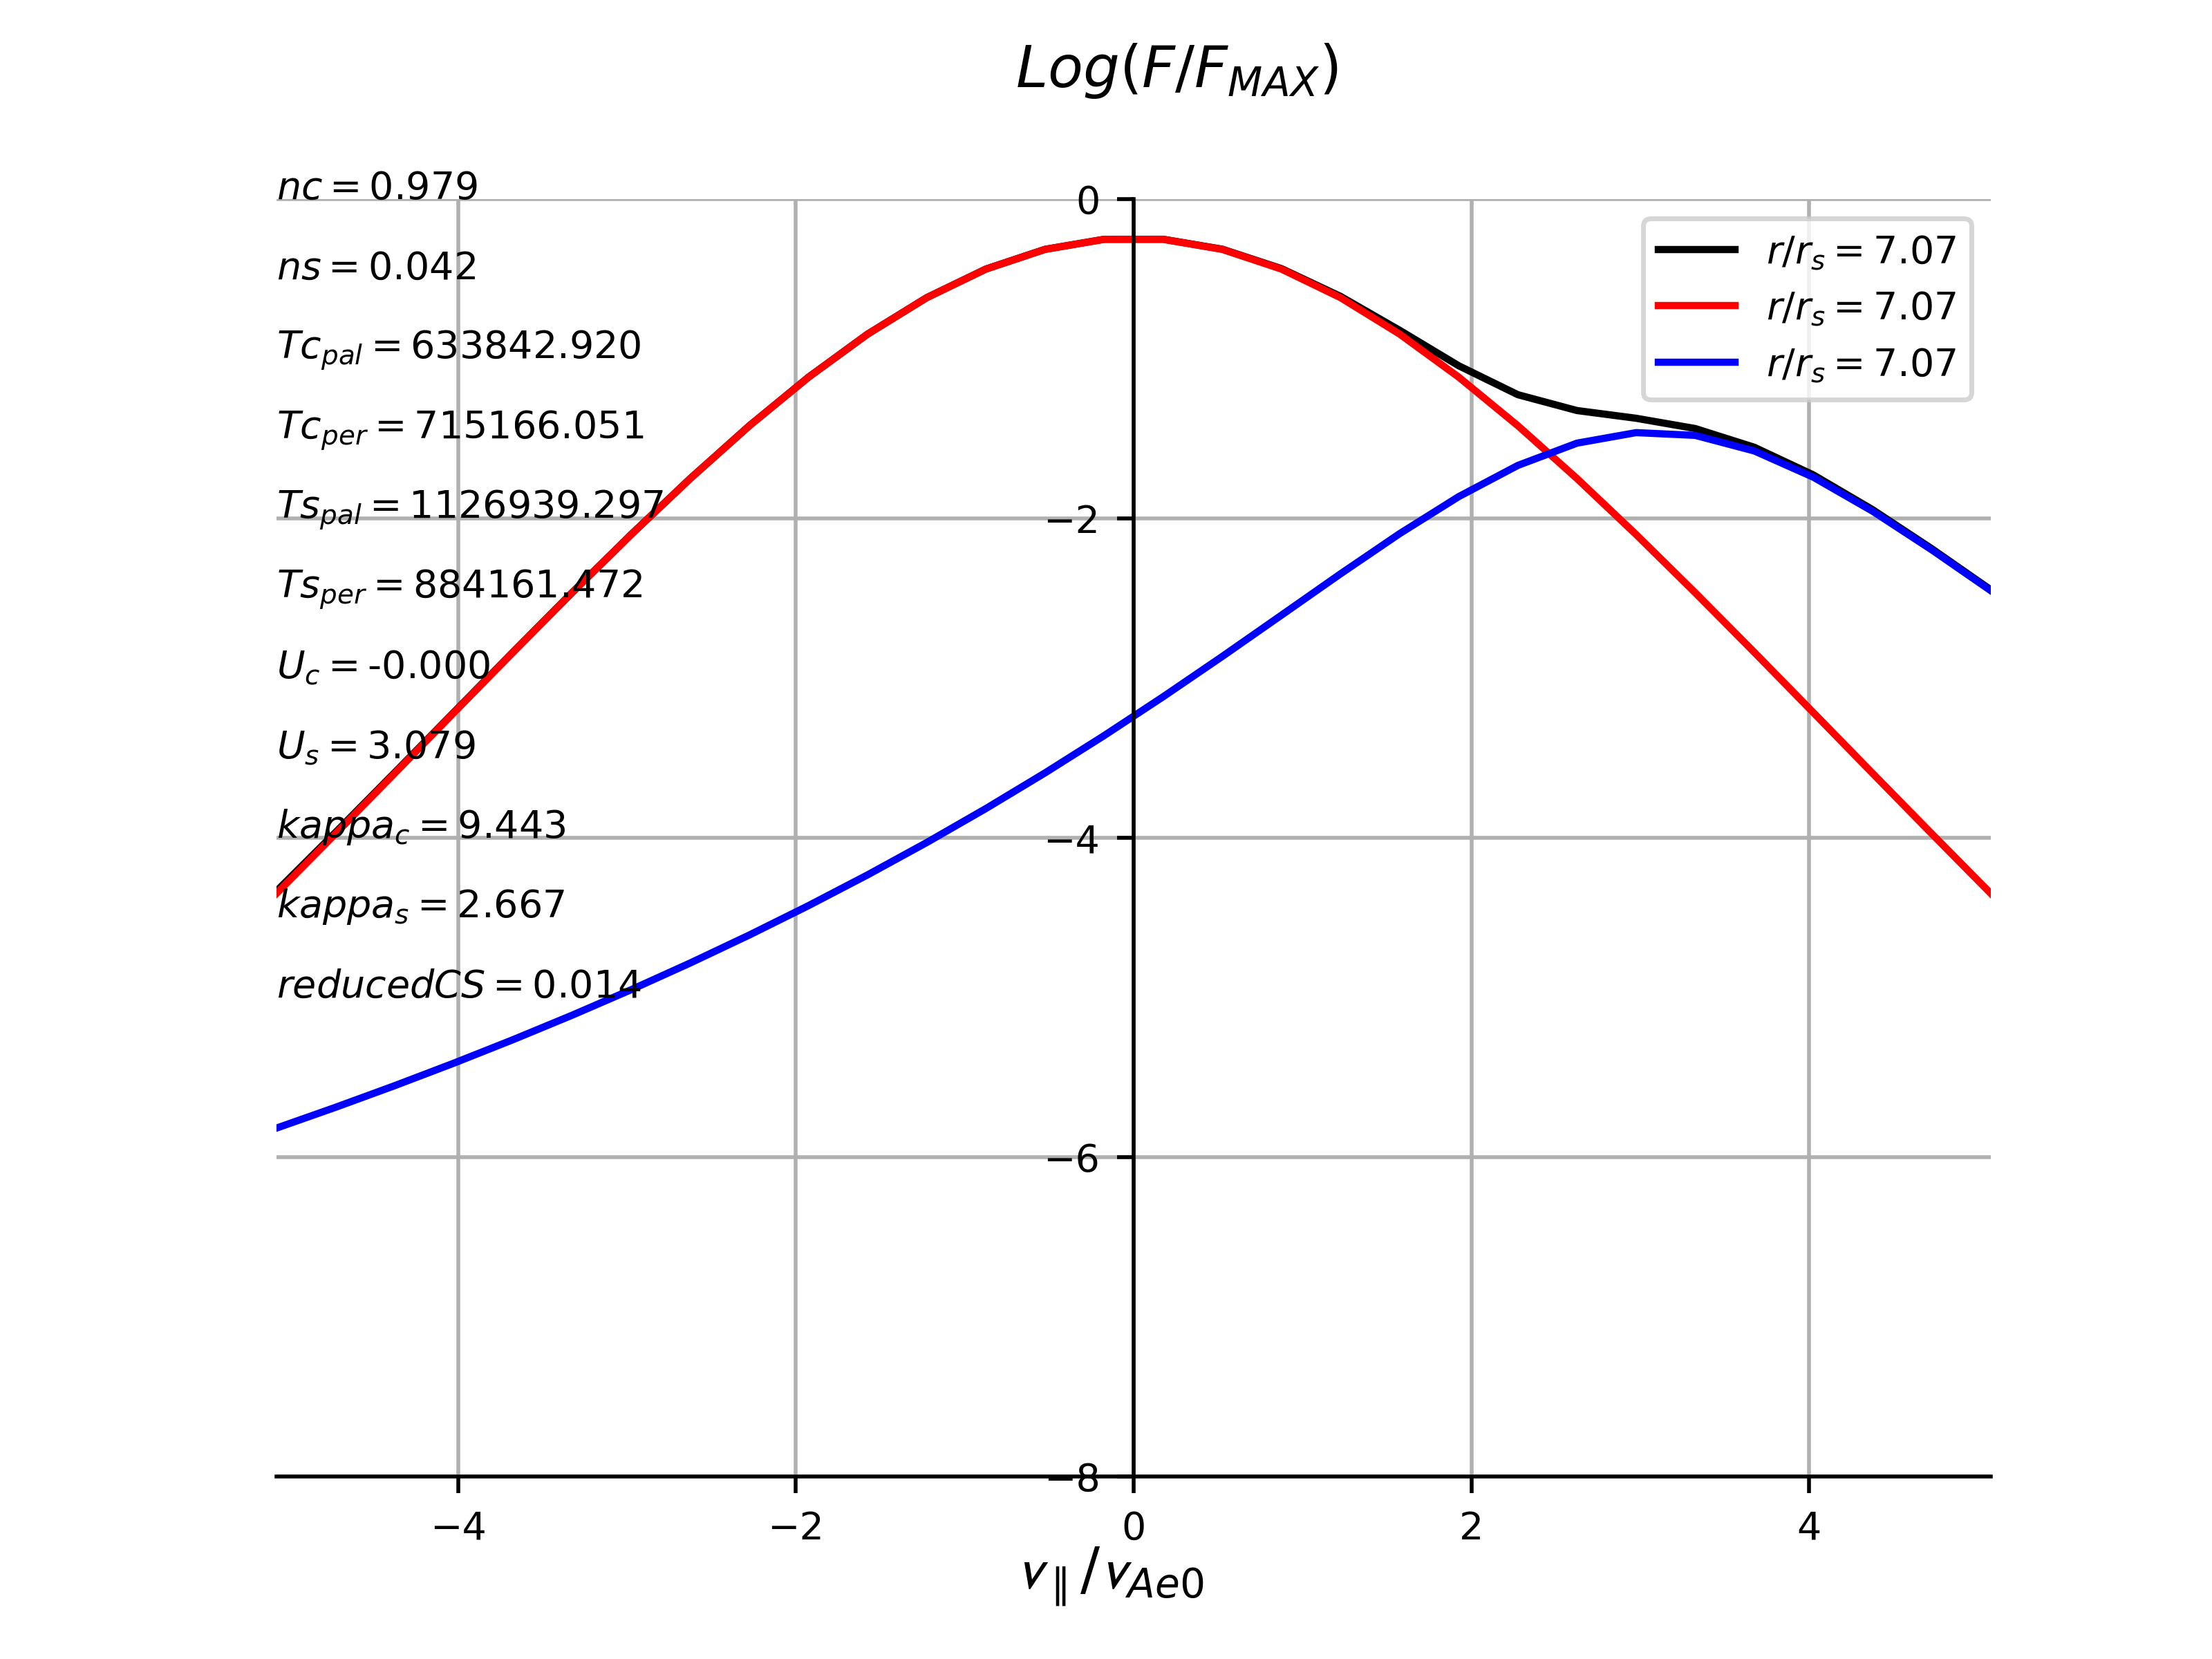 Log(F/F_MAX)
nc = 0.979
ns = 0.042
Tc_pal = 633842.920
Tc_per = 715166.051
Ts_pal = 1126939.297
Ts_per = 884161.472
U_c = -0.000
U_s = 3.079
kappa_c = 9.443
kappa_s = 2.667
reducedCS = 0.014
0
−2
−4
−6
−8
r/r_s = 7.07
r/r_s = 7.07
r/r_s = 7.07
−4 −2 0 2 4
v_∥/v_Ae0